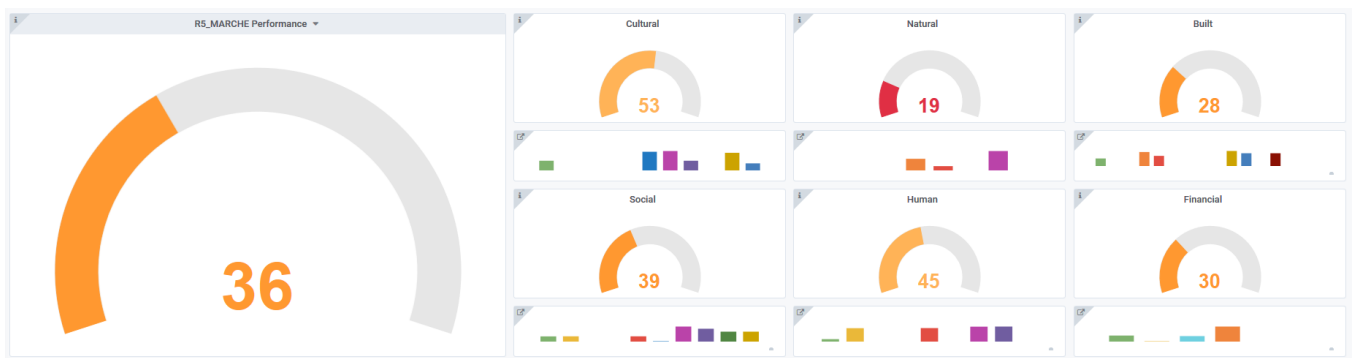 R5_MARCHE Performance
36
Cultural
53
Natural
19
Built
28
Social
39
Human
45
Financial
30